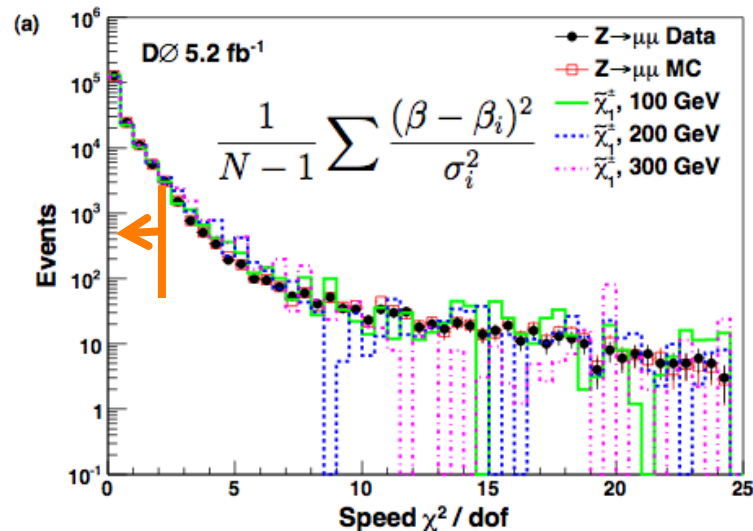 (a)
DØ 5.2 fb⁻¹
Z→μμ Data
Z→μμ MC
χ̃₁±, 100 GeV
χ̃₁±, 200 GeV
χ̃₁±, 300 GeV
1/(N − 1) ∑ (β − βᵢ)²/σᵢ²
Events
10⁶
10⁵
10⁴
10³
10²
10
1
10⁻¹
0 5 10 15 20 25
Speed χ² / dof